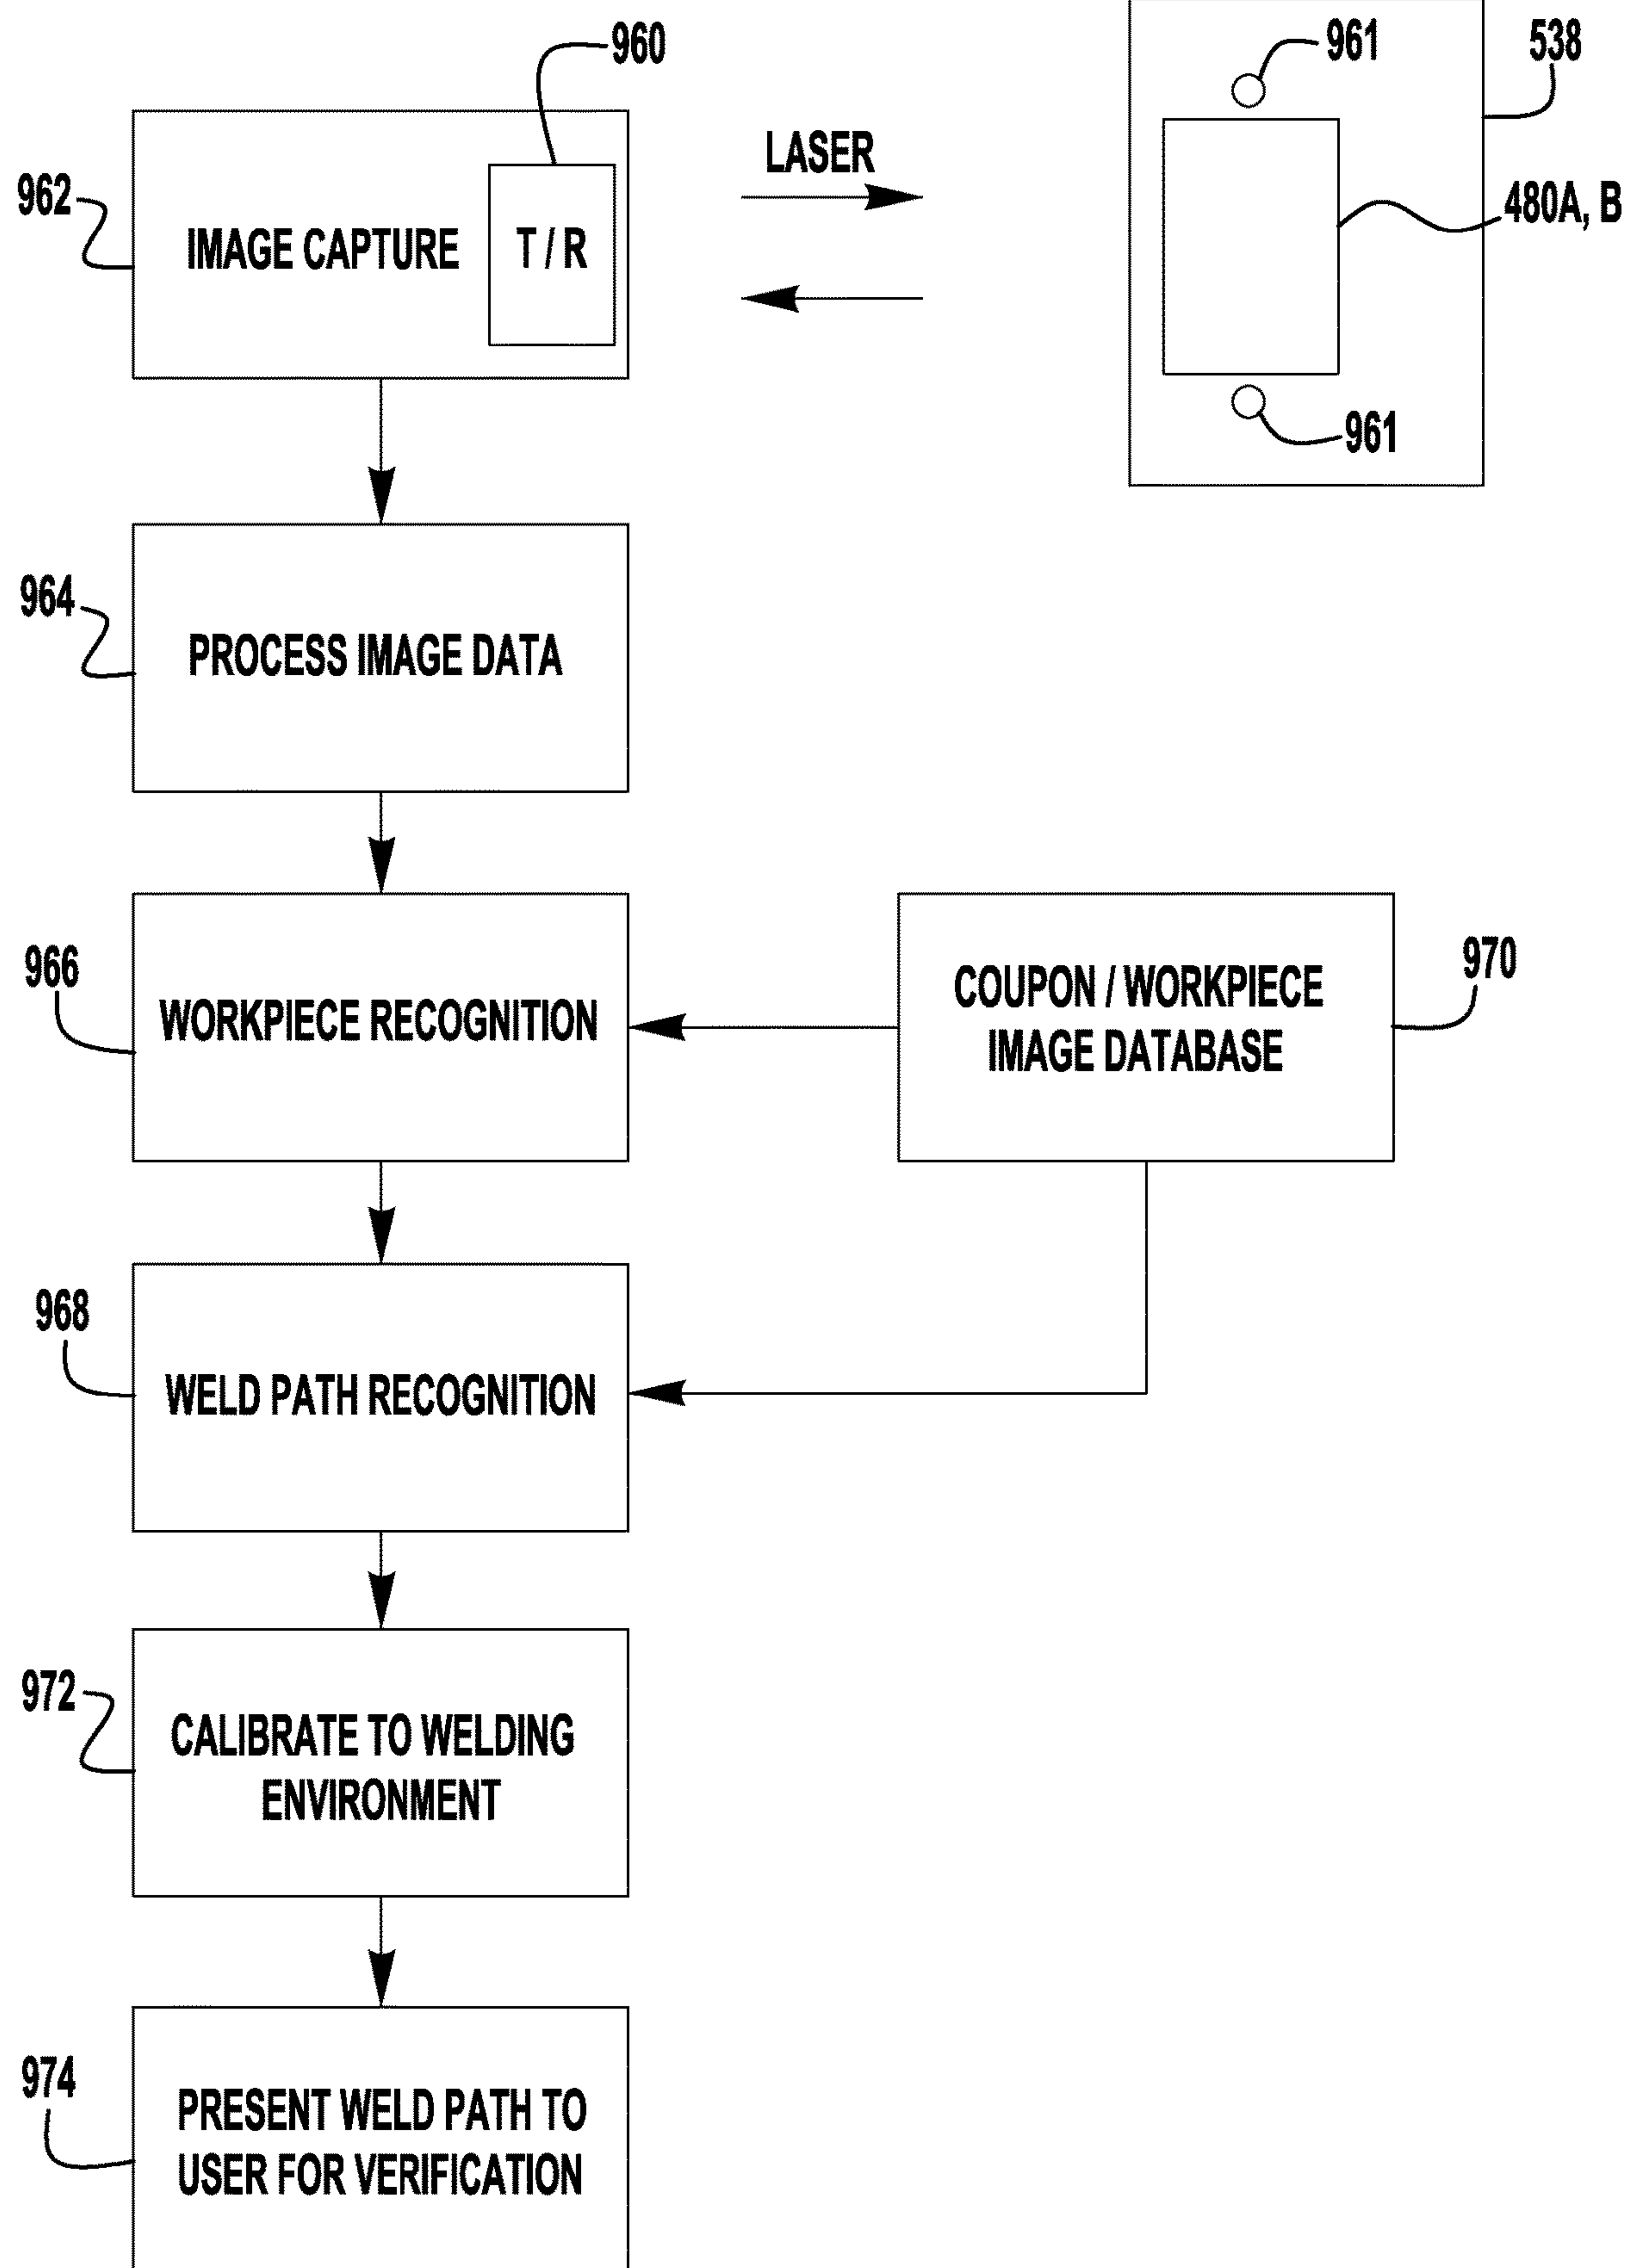 960
961
538
962
LASER
480A, B
IMAGE CAPTURE
T / R
961
964
PROCESS IMAGE DATA
966
970
COUPON / WORKPIECE
IMAGE DATABASE
WORKPIECE RECOGNITION
968
WELD PATH RECOGNITION
972
CALIBRATE TO WELDING
ENVIRONMENT
974
PRESENT WELD PATH TO
USER FOR VERIFICATION